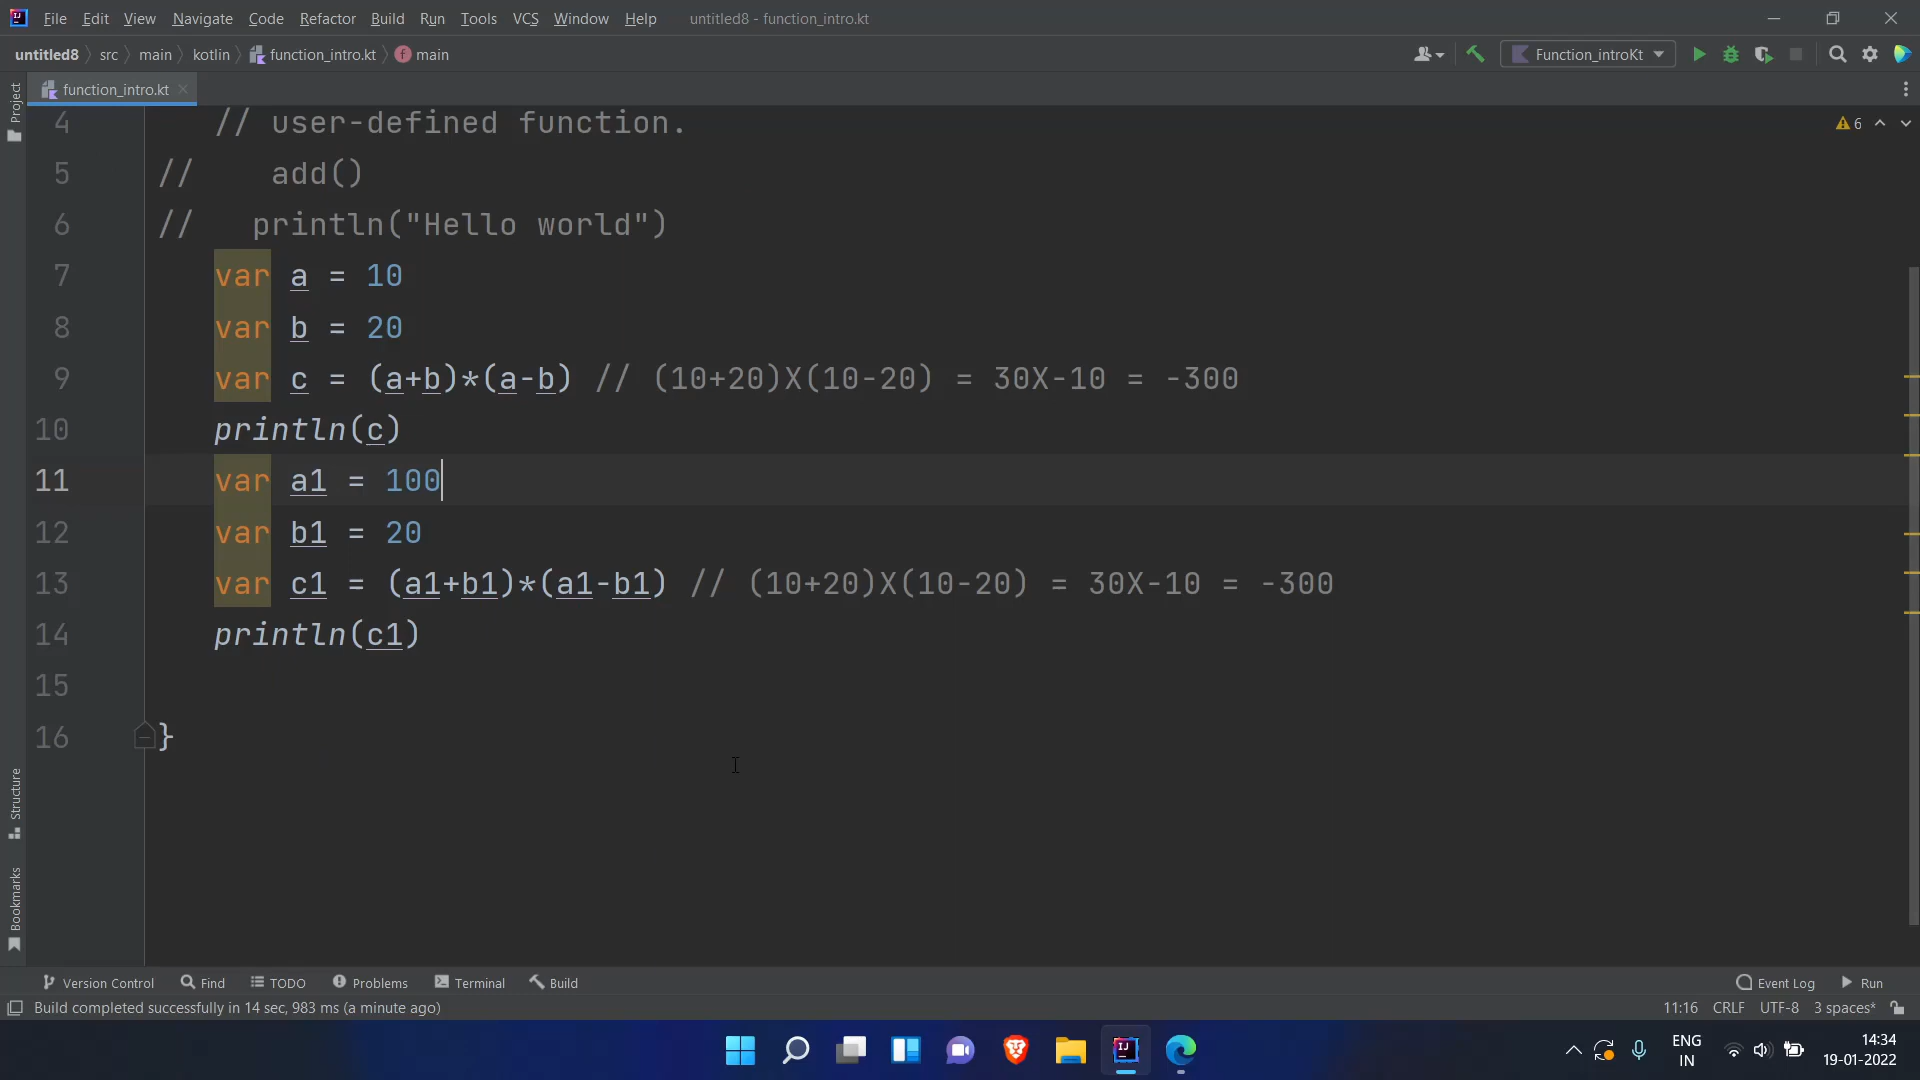 File Edit View Navigate Code Refactor Build Run Tools VCS Window Help untitled8 - function_intro.kt
untitled8 src main kotlin function_intro.kt f main Function_introKt
function_intro.kt
Project
6
4 // user-defined function.
5 // add()
6 // println("Hello world")
7 var a = 10
8 var b = 20
9 var c = (a+b)*(a-b) // (10+20)X(10-20) = 30X-10 = -300
10 println(c)
11 var a1 = 100
12 var b1 = 20
13 var c1 = (a1+b1)*(a1-b1) // (10+20)X(10-20) = 30X-10 = -300
14 println(c1)
15
16 }
Structure
Bookmarks
Version Control Find TODO Problems Terminal Build Event Log Run
Build completed successfully in 14 sec, 983 ms (a minute ago) 11:16 CRLF UTF-8 3 spaces*
ENG
IN
14:34
19-01-2022